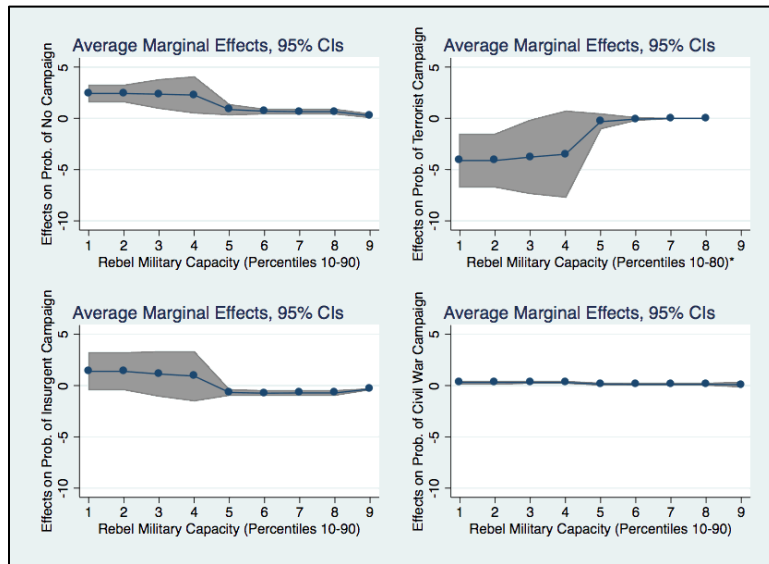 Average Marginal Effects, 95% CIs
Effects on Prob. of No Campaign
5
0
-5
-10
1 2 3 4 5 6 7 8 9
Rebel Military Capacity (Percentiles 10-90)
Average Marginal Effects, 95% CIs
Effects on Prob. of Terrorist Campaign
5
0
-5
-10
1 2 3 4 5 6 7 8 9
Rebel Military Capacity (Percentiles 10-80)*
Average Marginal Effects, 95% CIs
Effects on Prob. of Insurgent Campaign
5
0
-5
-10
1 2 3 4 5 6 7 8 9
Rebel Military Capacity (Percentiles 10-90)
Average Marginal Effects, 95% CIs
Effects on Prob. of Civil War Campaign
5
0
-5
-10
1 2 3 4 5 6 7 8 9
Rebel Military Capacity (Percentiles 10-90)